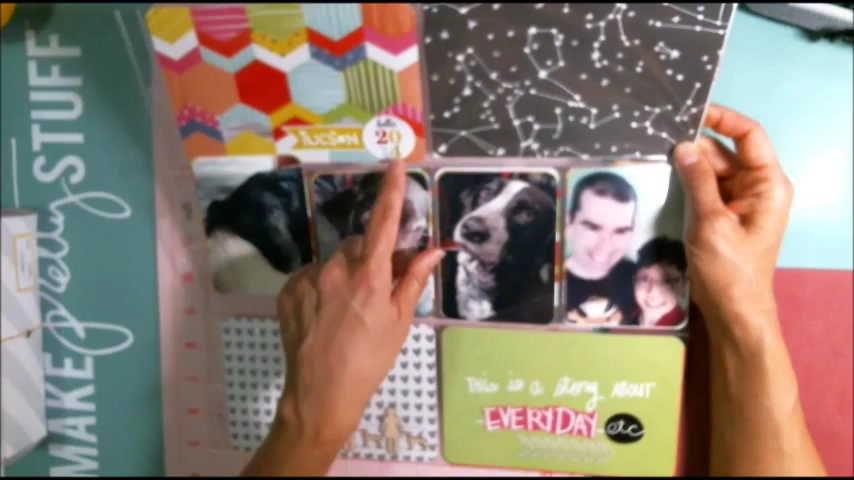 MAKE pretty STUFF
TUCSON
hello
20
This is a story ABOUT
EVERYDAY
etc